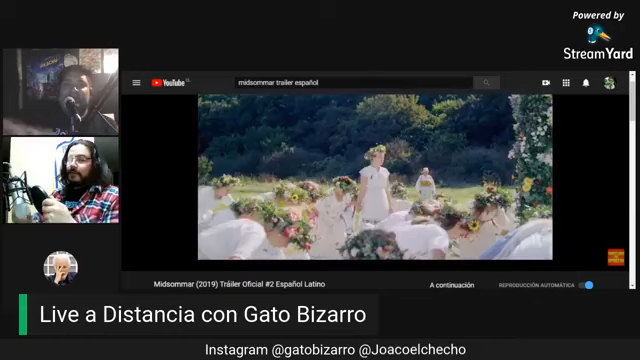 Powered by
StreamYard
YouTube
midsommar trailer español
Midsommar (2019) Tráiler Oficial #2 Español Latino
A continuación
REPRODUCCIÓN AUTOMÁTICA
Live a Distancia con Gato Bizarro
Instagram @gatobizarro @Joacoelchecho